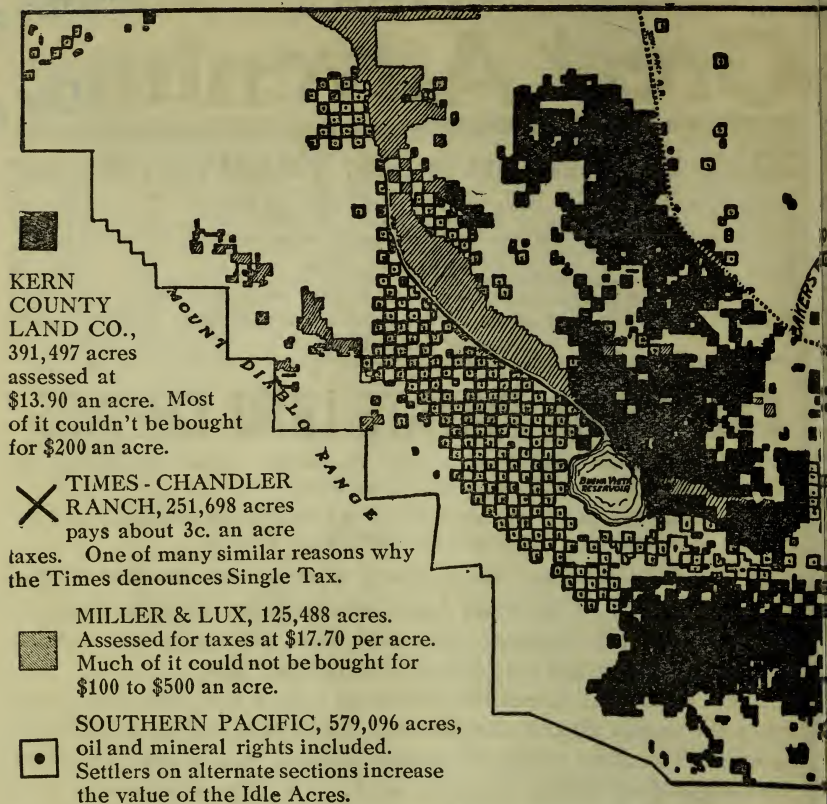 SOU. PAC. R.R.
KERN
COUNTY
LAND CO.,
391,497 acres
assessed at
$13.90 an acre. Most
of it couldn't be bought
for $200 an acre.
MOUNT DIABLO RANGE
BAKERS
BUENA VISTA
RESERVOIR
TIMES - CHANDLER
RANCH, 251,698 acres
pays about 3c. an acre
taxes. One of many similar reasons why
the Times denounces Single Tax.
MILLER & LUX, 125,488 acres.
Assessed for taxes at $17.70 per acre.
Much of it could not be bought for
$100 to $500 an acre.
SOUTHERN PACIFIC, 579,096 acres,
oil and mineral rights included.
Settlers on alternate sections increase
the value of the Idle Acres.